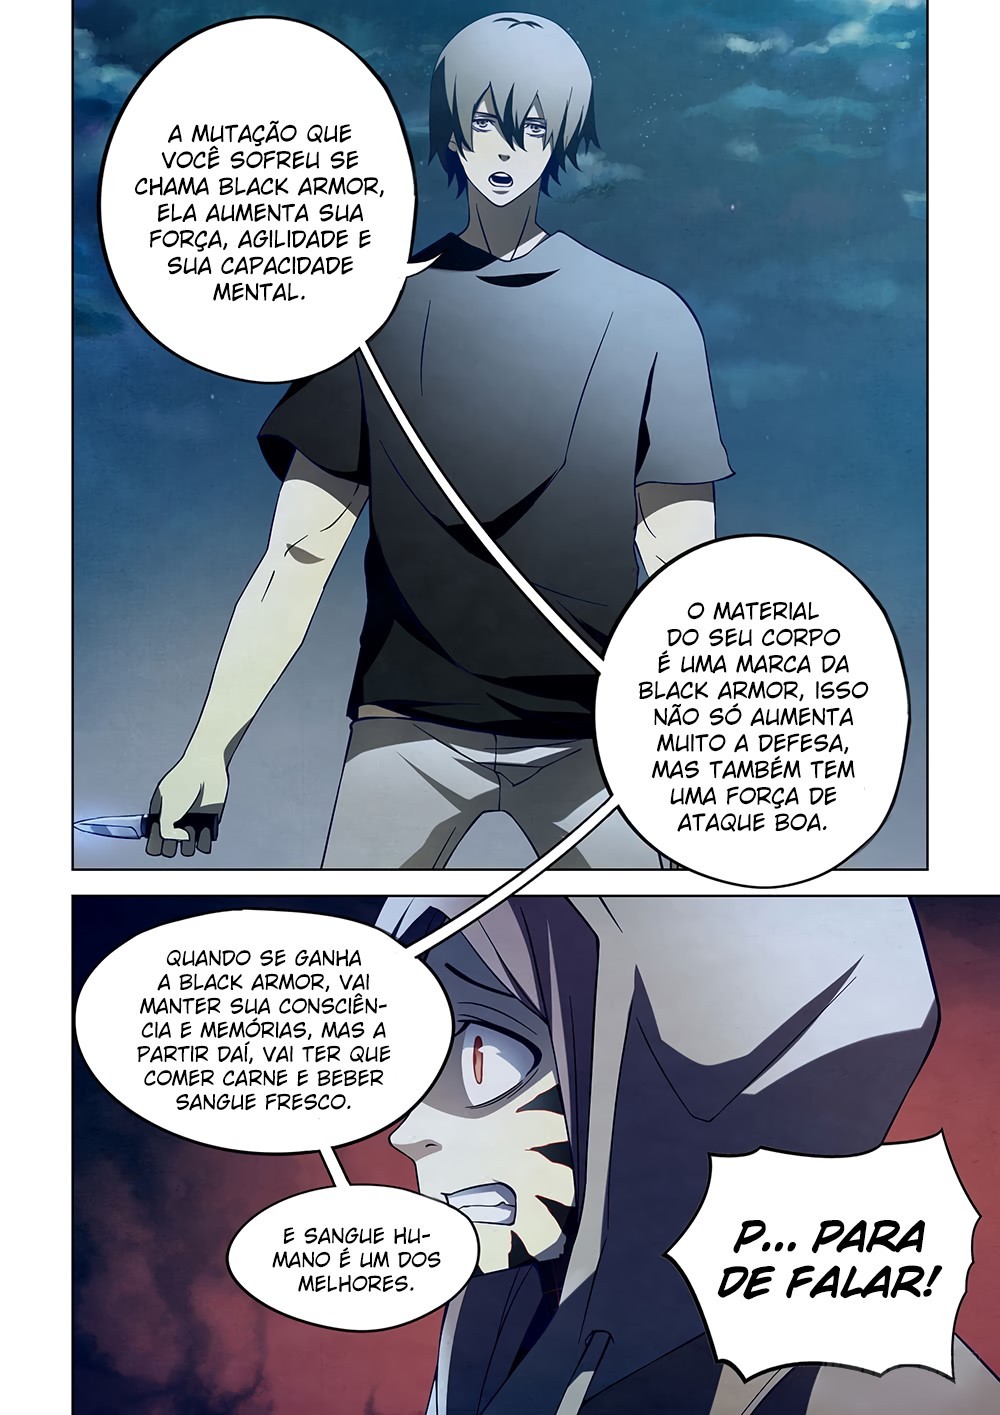 A MUTAÇÃO QUE
VOCÊ SOFREU SE
CHAMA BLACK ARMOR,
ELA AUMENTA SUA
FORÇA, AGILIDADE E
SUA CAPACIDADE
MENTAL.
O MATERIAL
DO SEU CORPO
É UMA MARCA DA
BLACK ARMOR, ISSO
NÃO SÓ AUMENTA
MUITO A DEFESA,
MAS TAMBÉM TEM
UMA FORÇA DE
ATAQUE BOA.
QUANDO SE GANHA
A BLACK ARMOR, VAI
MANTER SUA CONSCIÊN-
CIA E MEMÓRIAS, MAS A
PARTIR DAÍ, VAI TER QUE
COMER CARNE E BEBER
SANGUE FRESCO.
E SANGUE HU-
MANO É UM DOS
MELHORES.
P... PARA
DE FALAR!